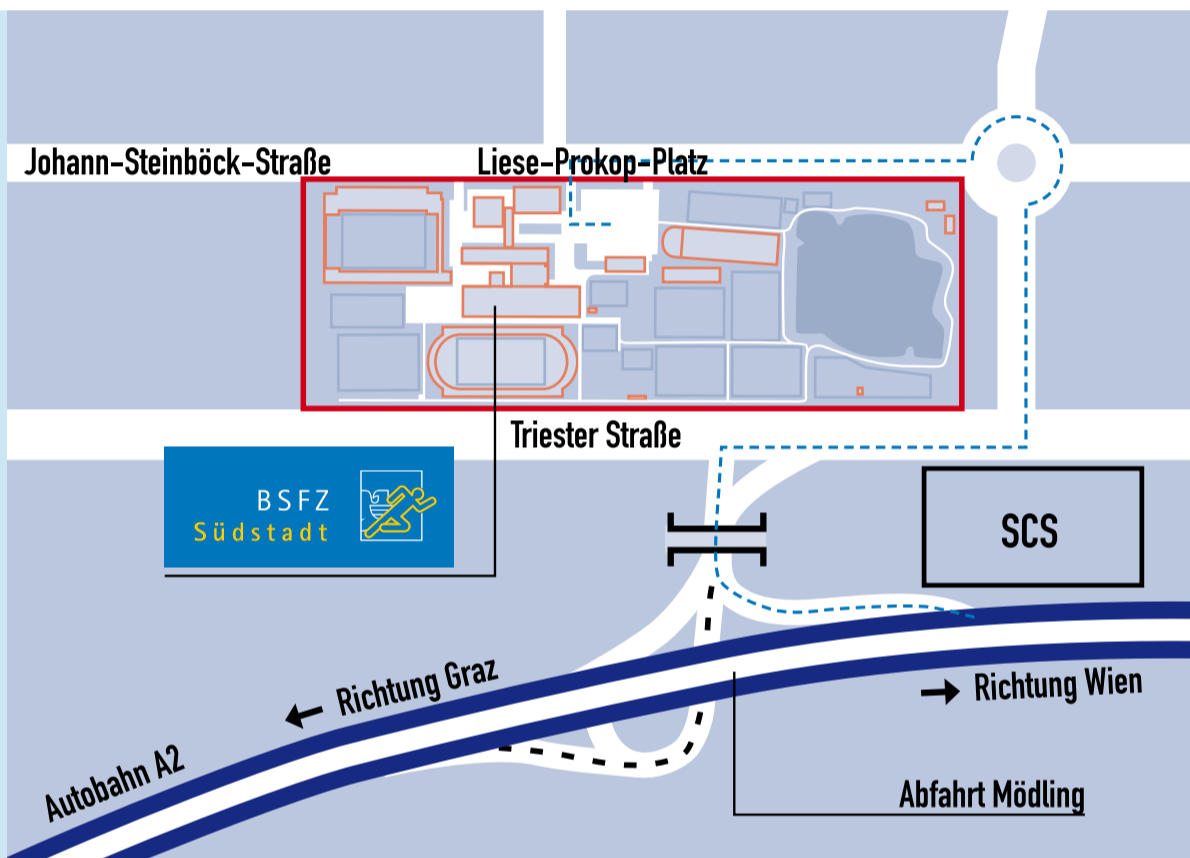 Johann-Steinböck-Straße
Liese-Prokop-Platz
Triester Straße
BSFZ
Südstadt
SCS
Richtung Graz
Richtung Wien
Autobahn A2
Abfahrt Mödling